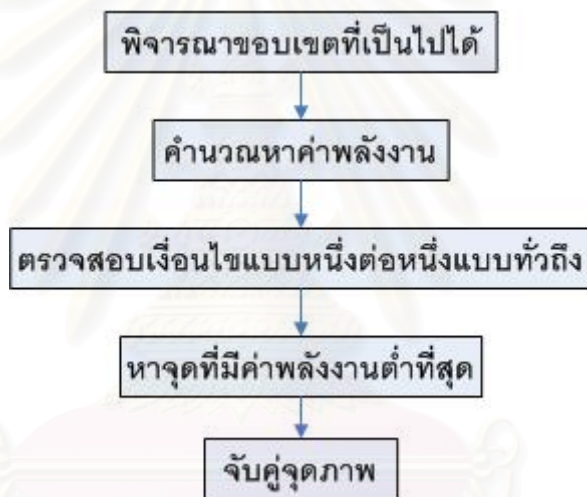 พิจารณาขอบเขตที่เป็นไปได้
คำนวณหาค่าพลังงาน
ตรวจสอบเงื่อนไขแบบหนึ่งต่อหนึ่งแบบทั่วถึง
หาจุดที่มีค่าพลังงานต่ำที่สุด
จับคู่จุดภาพ